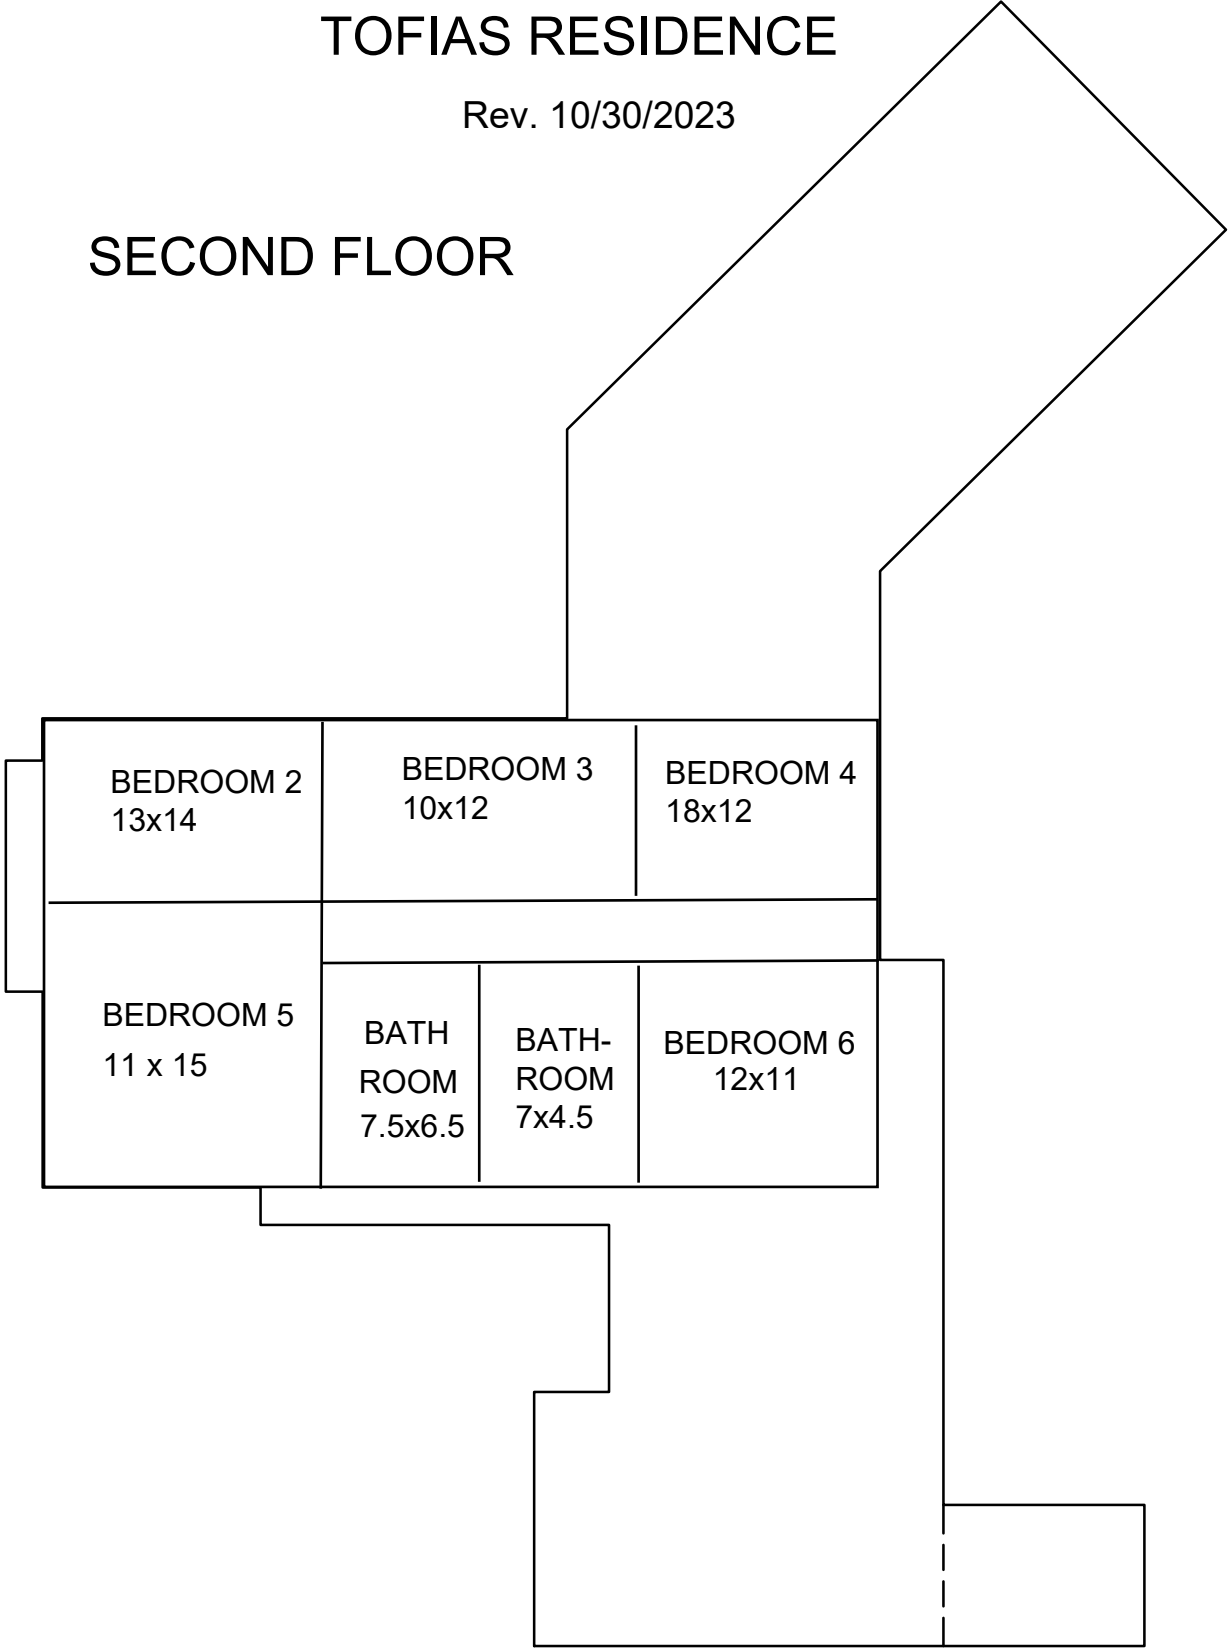 TOFIAS RESIDENCE
Rev. 10/30/2023
SECOND FLOOR
BEDROOM 2
13x14
BEDROOM 3
10x12
BEDROOM 4
18x12
BEDROOM 5
11 x 15
BATH
ROOM
7.5x6.5
BATH-
ROOM
7x4.5
BEDROOM 6
12x11